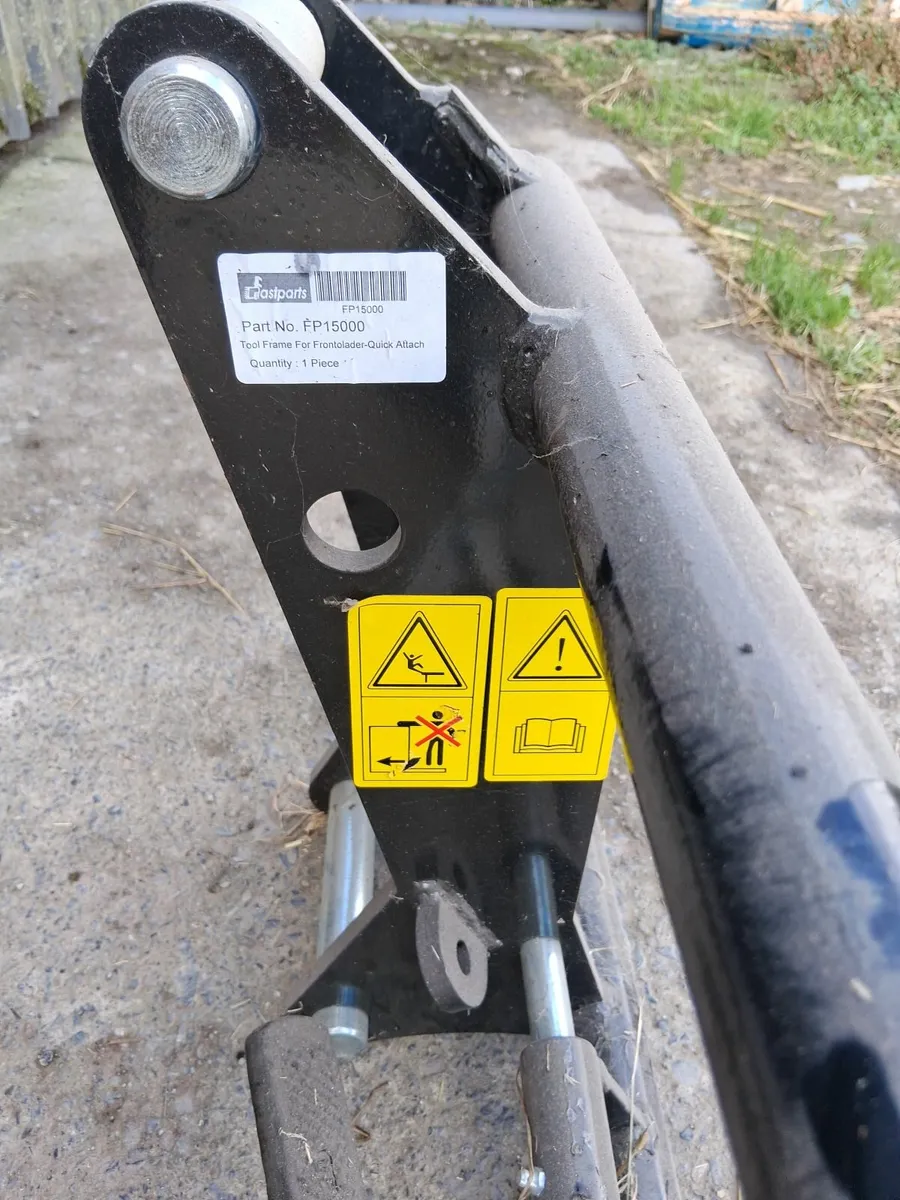 Fastparts
FP15000
Part No. FP15000
Tool Frame For Frontolader-Quick Attach
Quantity : 1 Piece
!